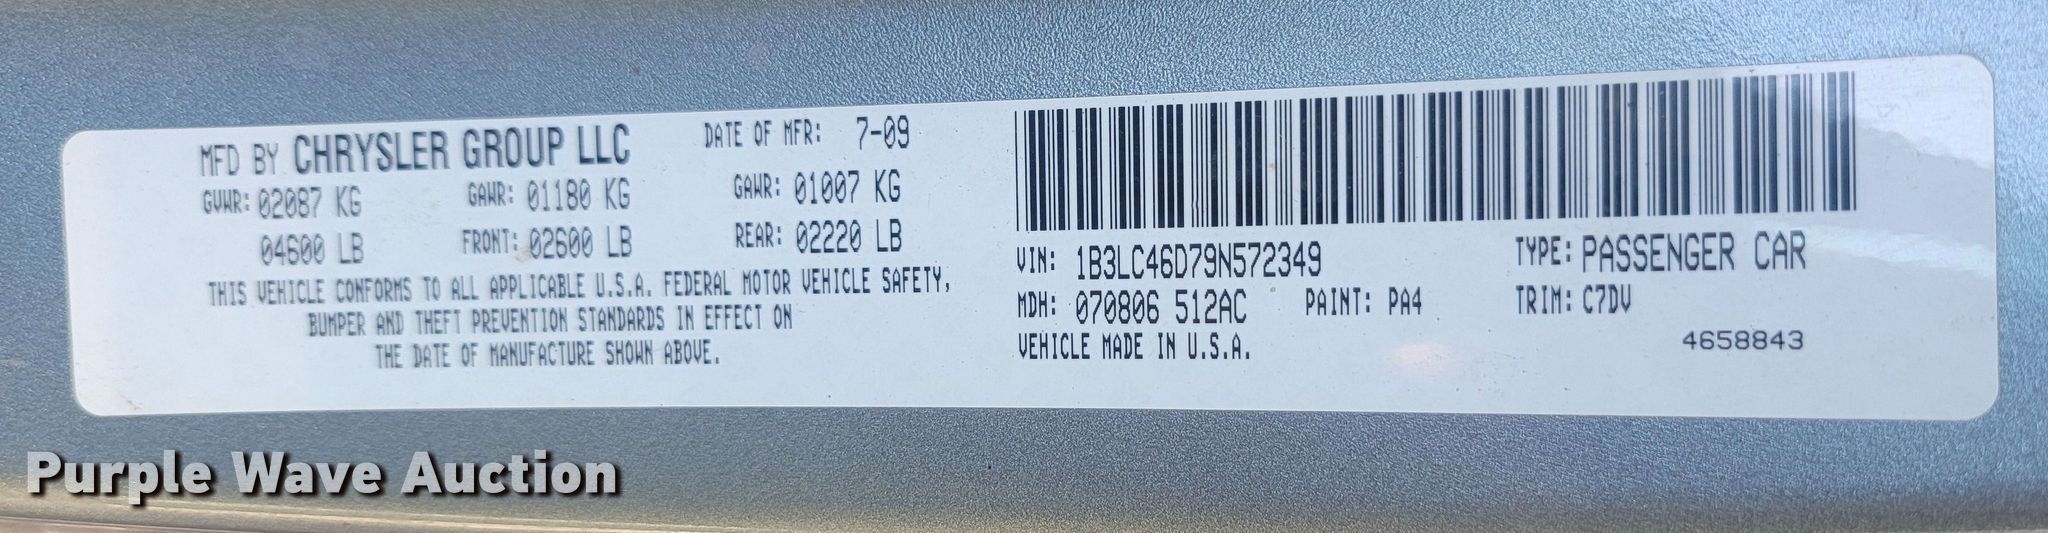 MFD BY CHRYSLER GROUP LLC DATE OF MFR: 7-09
GVWR: 02087 KG GAWR: 01180 KG GAWR: 01007 KG
04600 LB FRONT: 02600 LB REAR: 02220 LB
THIS VEHICLE CONFORMS TO ALL APPLICABLE U.S.A. FEDERAL MOTOR VEHICLE SAFETY,
BUMPER AND THEFT PREVENTION STANDARDS IN EFFECT ON
THE DATE OF MANUFACTURE SHOWN ABOVE.
VIN: 1B3LC46D79N572349 TYPE: PASSENGER CAR
MDH: 070806 512AC PAINT: PA4 TRIM: C7DV
VEHICLE MADE IN U.S.A. 4658843
Purple Wave Auction